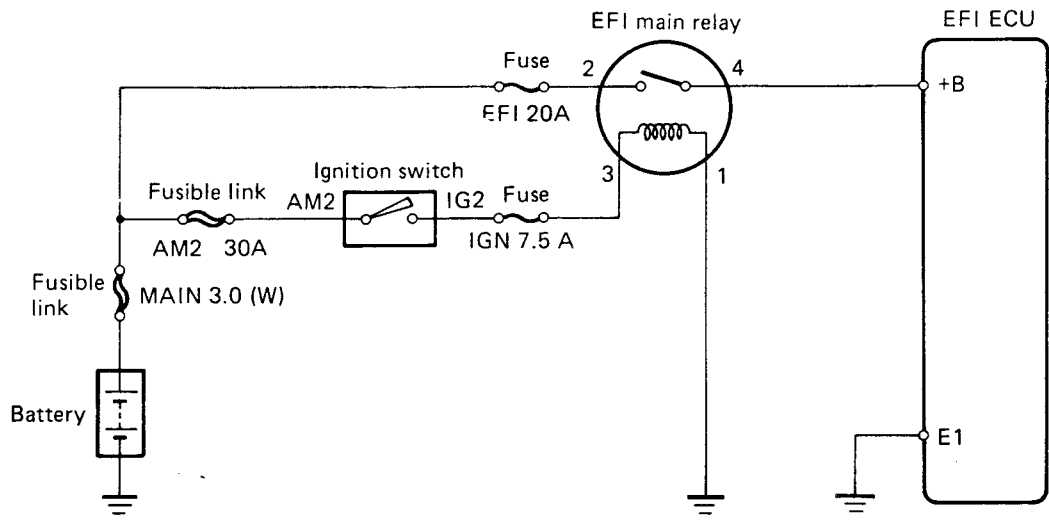 EFI ECU
EFI main relay
Fuse
2
4
+B
EFI 20A
Ignition switch
3
1
Fusible link
AM2
IG2
Fuse
AM2 30A
IGN 7.5 A
Fusible
link
MAIN 3.0 (W)
Battery
E1